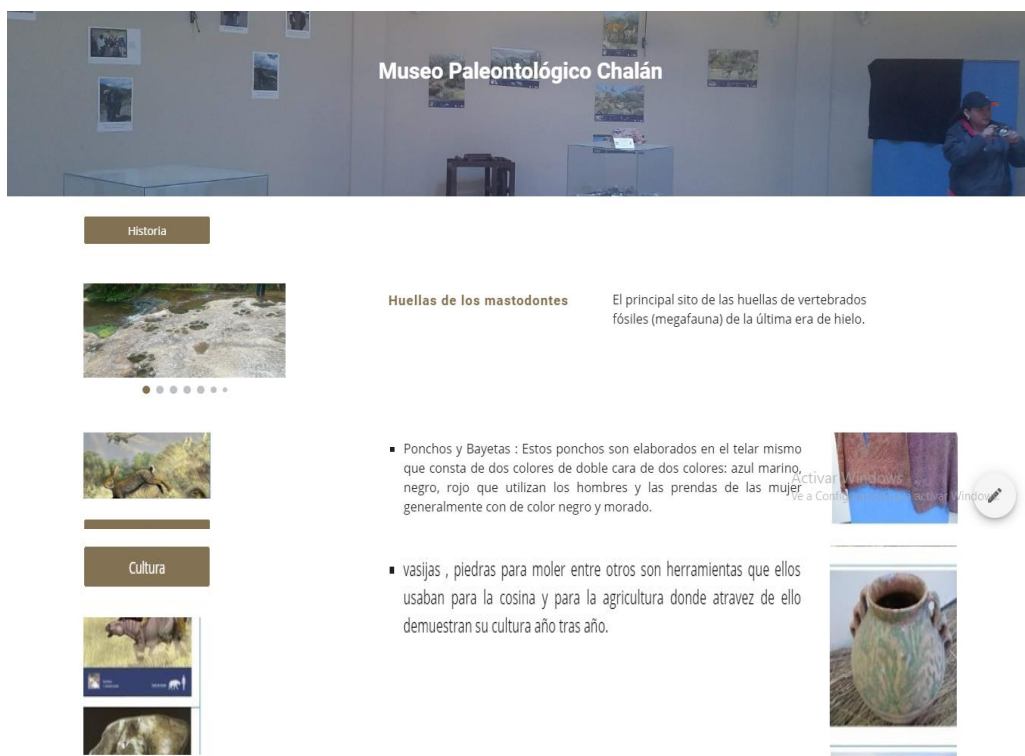 Museo Paleontológico Chalán
Historia
Huellas de los mastodontes
El principal sito de las huellas de vertebrados
fósiles (megafauna) de la última era de hielo.
▪ Ponchos y Bayetas : Estos ponchos son elaborados en el telar mismo
que consta de dos colores de doble cara de dos colores: azul marino,
negro, rojo que utilizan los hombres y las prendas de las mujer
generalmente con de color negro y morado.
Activar Windows
Ve a activar Windows
Cultura
▪ vasijas , piedras para moler entre otros son herramientas que ellos
usaban para la cosina y para la agricultura donde atravez de ello
demuestran su cultura año tras año.